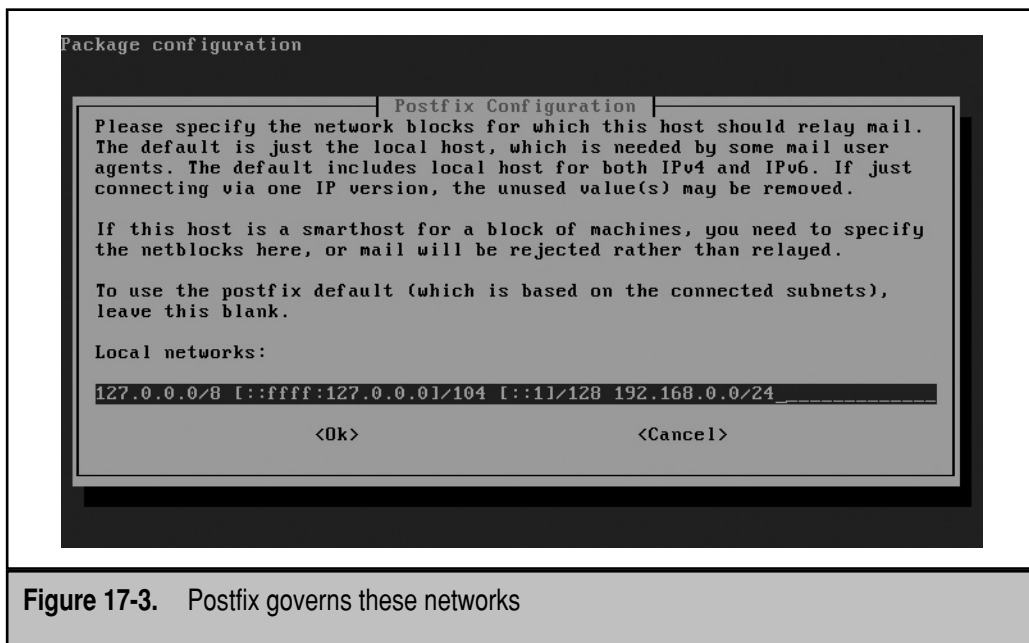 Package configuration
Postfix Configuration
Please specify the network blocks for which this host should relay mail.
The default is just the local host, which is needed by some mail user
agents. The default includes local host for both IPv4 and IPv6. If just
connecting via one IP version, the unused value(s) may be removed.
If this host is a smarthost for a block of machines, you need to specify
the netblocks here, or mail will be rejected rather than relayed.
To use the postfix default (which is based on the connected subnets),
leave this blank.
Local networks:
127.0.0.0/8 [::ffff:127.0.0.0]/104 [::1]/128 192.168.0.0/24
<Ok> <Cancel>
Figure 17-3. Postfix governs these networks